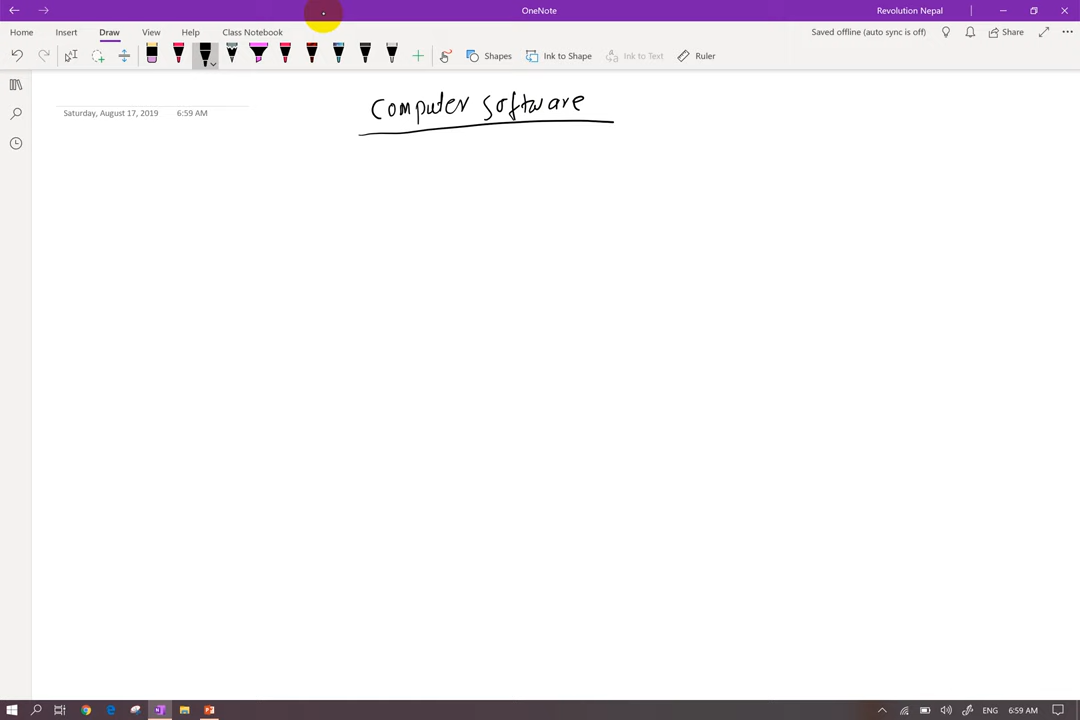 OneNote
Revolution Nepal
Home Insert Draw View Help Class Notebook
Saved offline (auto sync is off)
Share
Shapes Ink to Shape Ink to Text Ruler
Computer Software
Saturday, August 17, 2019 6:59 AM
ENG 6:59 AM